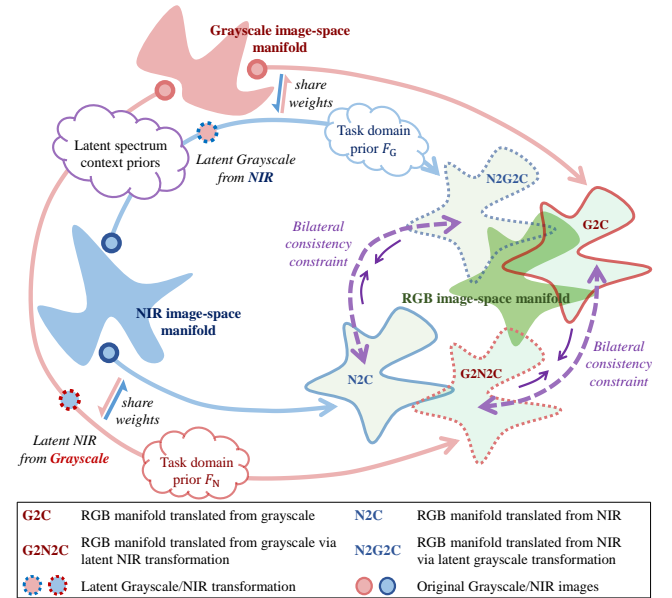 Grayscale image-space
manifold
share
weights
Latent spectrum
context priors
Latent Grayscale
from NIR
Task domain
prior F_G
N2G2C
G2C
Bilateral
consistency
constraint
RGB image-space manifold
NIR image-space
manifold
N2C
G2N2C
Bilateral
consistency
constraint
share
weights
Latent NIR
from Grayscale
Task domain
prior F_N
G2C RGB manifold translated from grayscale
N2C RGB manifold translated from NIR
G2N2C RGB manifold translated from grayscale via
latent NIR transformation
N2G2C RGB manifold translated from NIR
via latent grayscale transformation
Latent Grayscale/NIR transformation
Original Grayscale/NIR images